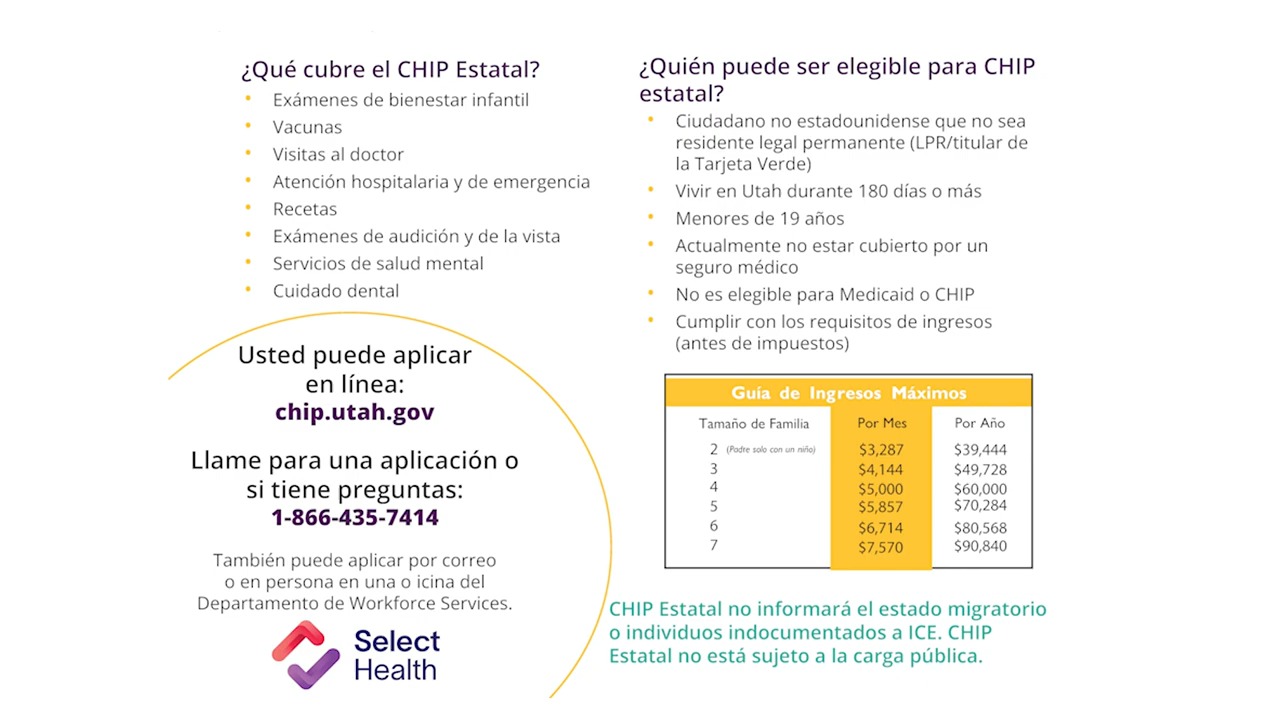 ¿Qué cubre el CHIP Estatal?
Exámenes de bienestar infantil
Vacunas
Visitas al doctor
Atención hospitalaria y de emergencia
Recetas
Exámenes de audición y de la vista
Servicios de salud mental
Cuidado dental
Usted puede aplicar
en línea:
chip.utah.gov
Llame para una aplicación o
si tiene preguntas:
1-866-435-7414
También puede aplicar por correo
o en persona en una o icina del
Departamento de Workforce Services.
Select
Health
¿Quién puede ser elegible para CHIP
estatal?
Ciudadano no estadounidense que no sea
residente legal permanente (LPR/titular de
la Tarjeta Verde)
Vivir en Utah durante 180 días o más
Menores de 19 años
Actualmente no estar cubierto por un
seguro médico
No es elegible para Medicaid o CHIP
Cumplir con los requisitos de ingresos
(antes de impuestos)
Guía de Ingresos Máximos
Tamaño de Familia Por Mes Por Año
2 (Padre solo con un niño) $3,287 $39,444
3 $4,144 $49,728
4 $5,000 $60,000
5 $5,857 $70,284
6 $6,714 $80,568
7 $7,570 $90,840
CHIP Estatal no informará el estado migratorio
o individuos indocumentados a ICE. CHIP
Estatal no está sujeto a la carga pública.